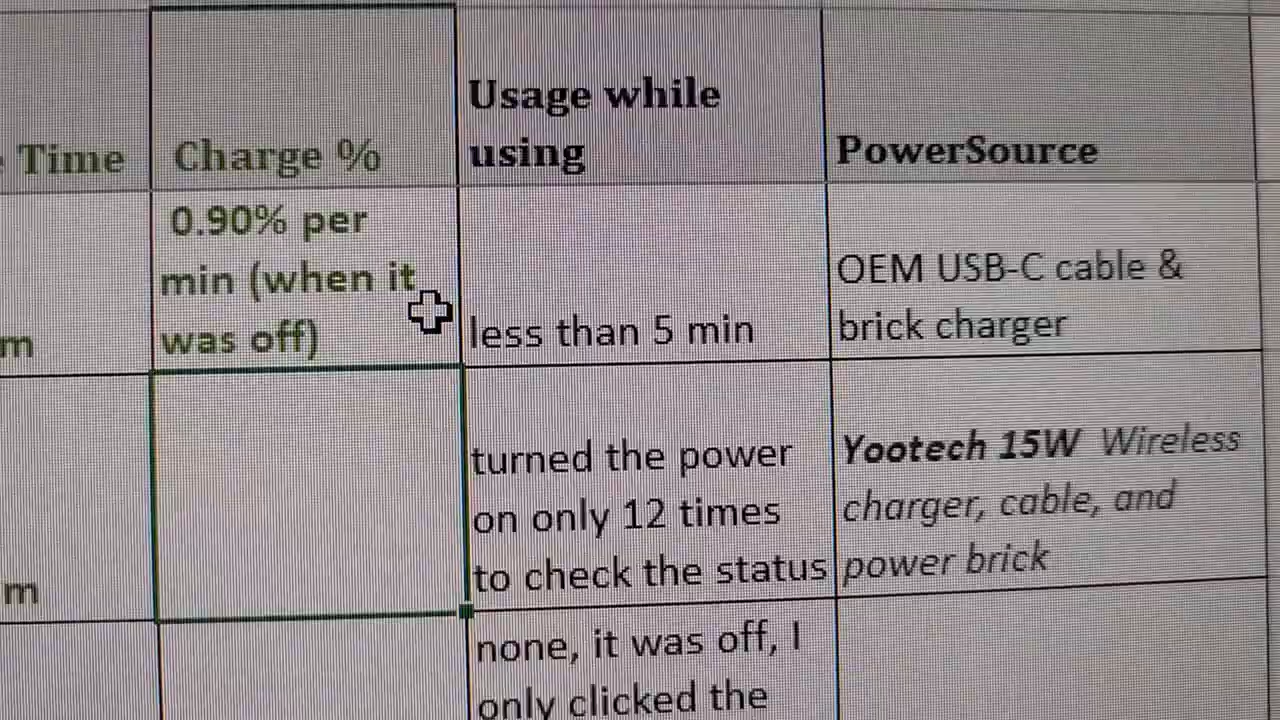 Time
Charge %
Usage while
using
PowerSource
m
0.90% per
min (when it
was off)
less than 5 min
OEM USB-C cable &
brick charger
m
turned the power
on only 12 times
to check the status
Yootech 15W Wireless
charger, cable, and
power brick
none, it was off, I
only clicked the